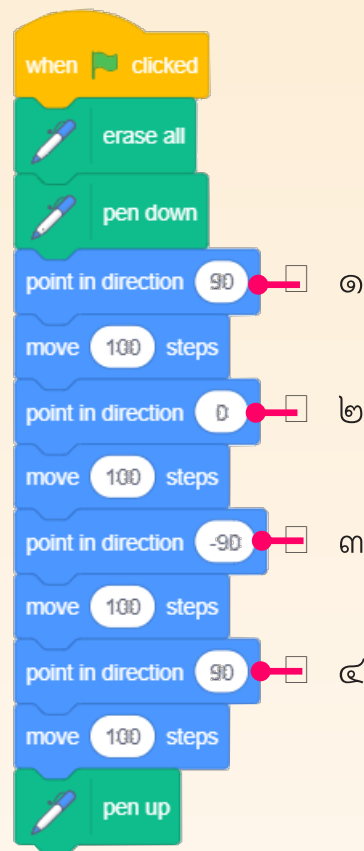 when clicked
erase all
pen down
point in direction 90 ๑
move 100 steps
point in direction 0 ๒
move 100 steps
point in direction -90 ๓
move 100 steps
point in direction 90 ๔
move 100 steps
pen up